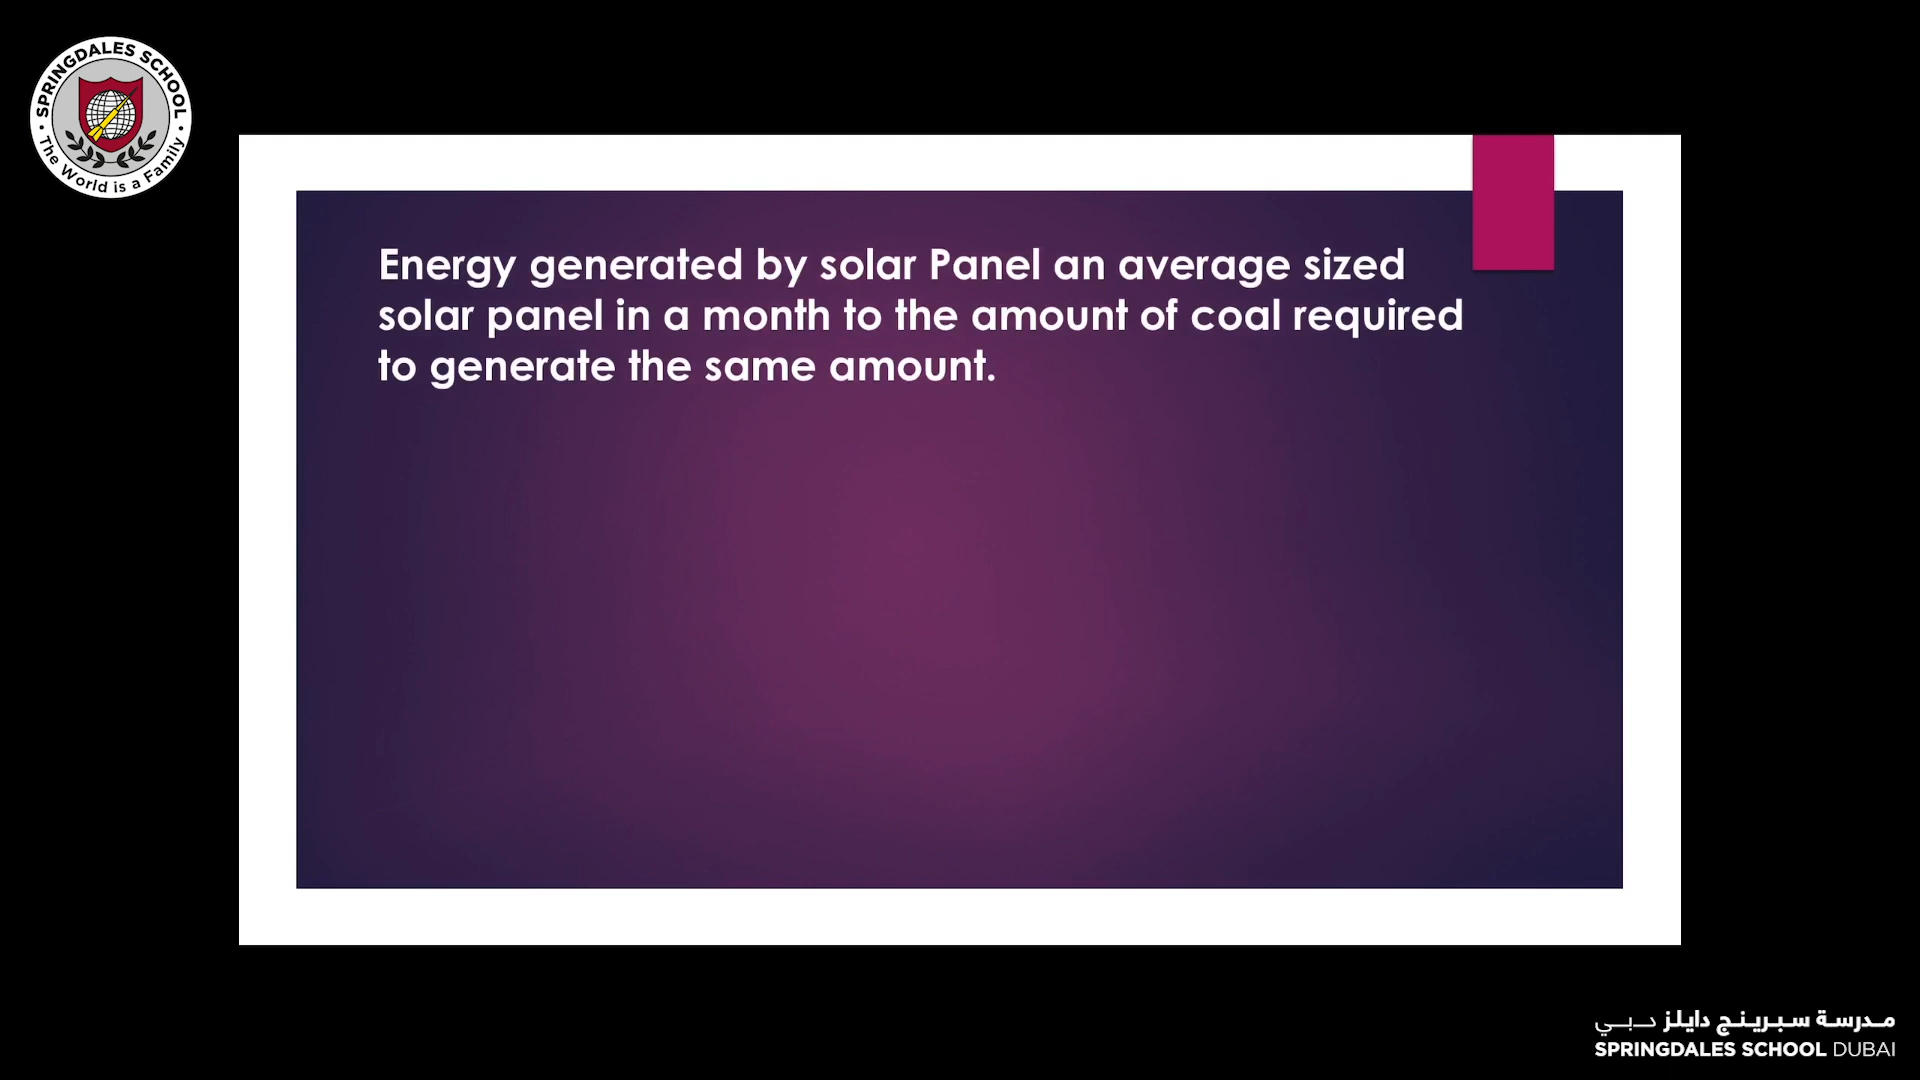 SPRINGDALES SCHOOL
The World is a Family
Energy generated by solar Panel an average sized
solar panel in a month to the amount of coal required
to generate the same amount.
مدرسة سبرينج دايلز دبي
SPRINGDALES SCHOOL DUBAI